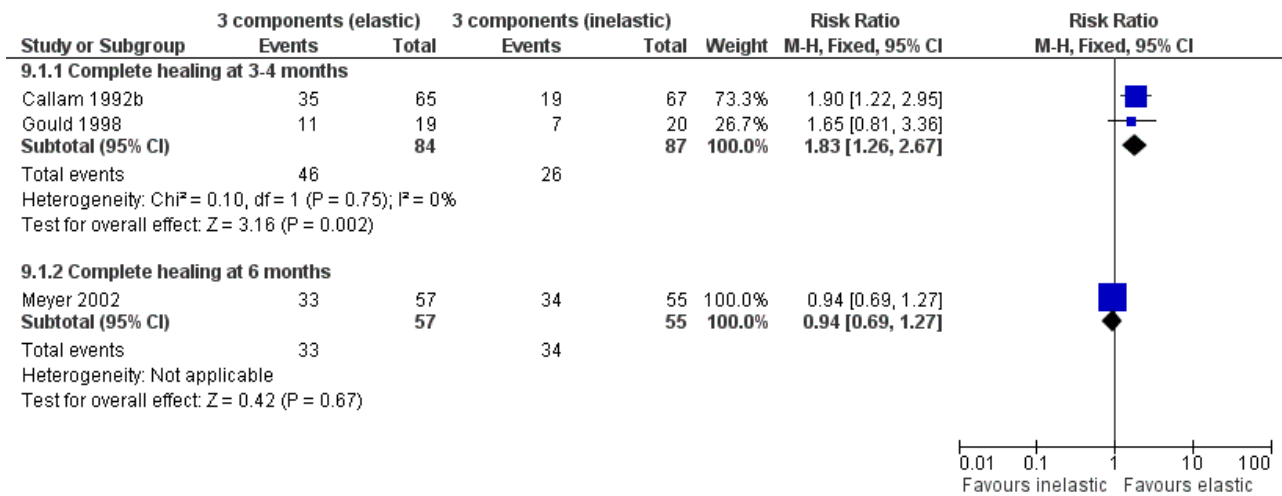 3 components (elastic) 3 components (inelastic) Risk Ratio Risk Ratio
Study or Subgroup Events Total Events Total Weight M-H, Fixed, 95% CI M-H, Fixed, 95% CI
9.1.1 Complete healing at 3-4 months
Callam 1992b 35 65 19 67 73.3% 1.90 [1.22, 2.95]
Gould 1998 11 19 7 20 26.7% 1.65 [0.81, 3.36]
Subtotal (95% CI) 84 87 100.0% 1.83 [1.26, 2.67]
Total events 46 26
Heterogeneity: Chi² = 0.10, df = 1 (P = 0.75); I² = 0%
Test for overall effect: Z = 3.16 (P = 0.002)
9.1.2 Complete healing at 6 months
Meyer 2002 33 57 34 55 100.0% 0.94 [0.69, 1.27]
Subtotal (95% CI) 57 55 100.0% 0.94 [0.69, 1.27]
Total events 33 34
Heterogeneity: Not applicable
Test for overall effect: Z = 0.42 (P = 0.67)
0.01 0.1 1 10 100
Favours inelastic Favours elastic